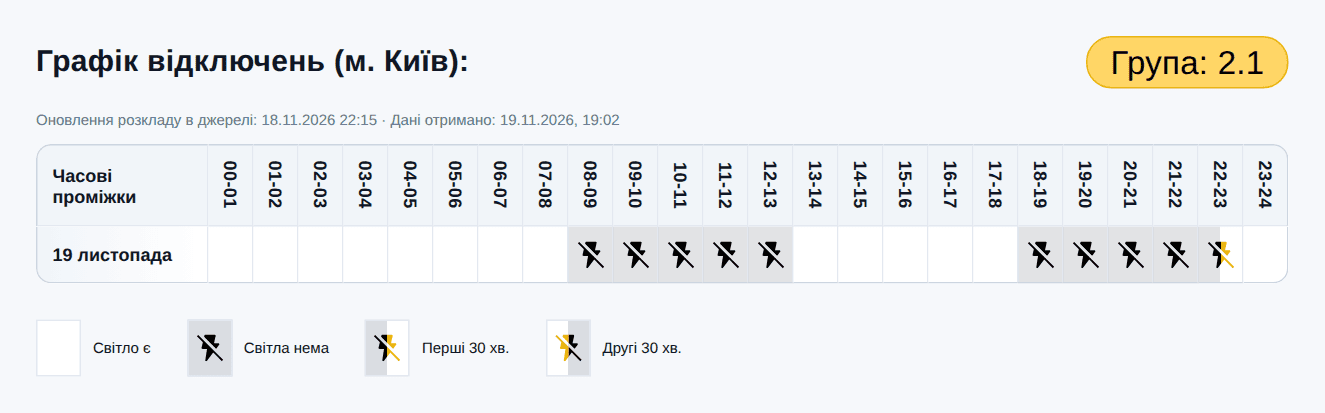 Графік відключень (м. Київ):
Група: 2.1
Оновлення розкладу в джерелі: 18.11.2026 22:15 · Дані отримано: 19.11.2026, 19:02
Часові
проміжки
00-01
01-02
02-03
03-04
04-05
05-06
06-07
07-08
08-09
09-10
10-11
11-12
12-13
13-14
14-15
15-16
16-17
17-18
18-19
19-20
20-21
21-22
22-23
23-24
19 листопада
Світло є
Світла нема
Перші 30 хв.
Другі 30 хв.